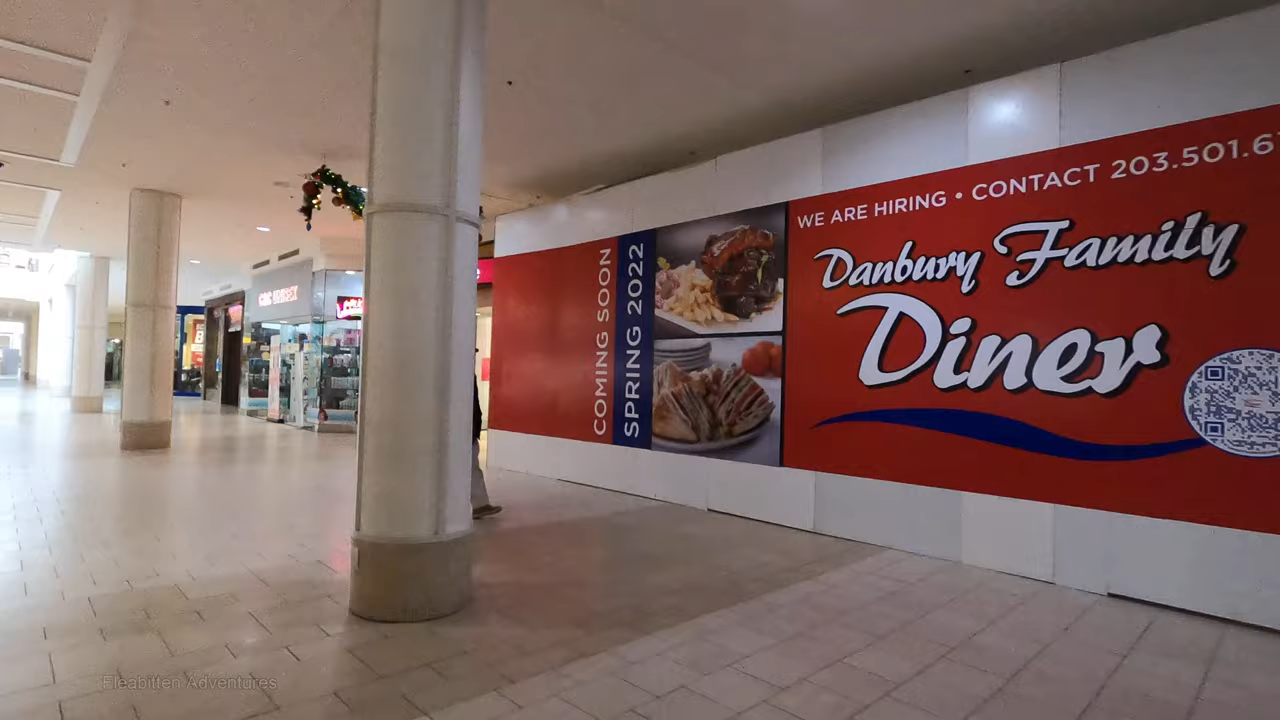 WE ARE HIRING • CONTACT 203.501.6
Danbury Family
Diner
COMING SOON
SPRING 2022
Fleabitten Adventures